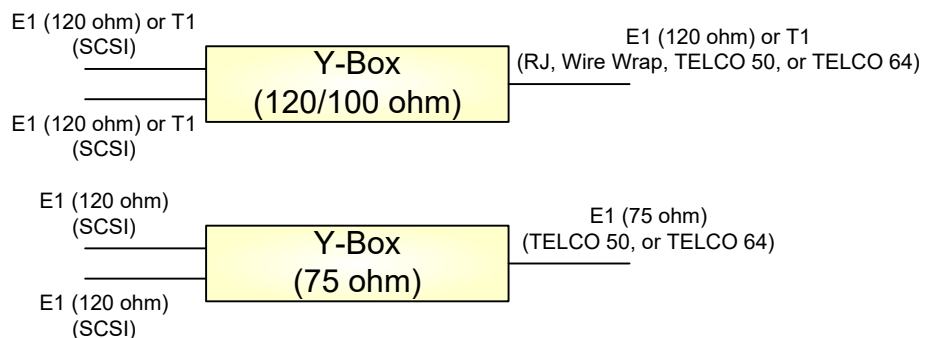 E1 (120 ohm) or T1
(SCSI)
E1 (120 ohm) or T1
(SCSI)
Y-Box
(120/100 ohm)
E1 (120 ohm) or T1
(RJ, Wire Wrap, TELCO 50, or TELCO 64)
E1 (120 ohm)
(SCSI)
E1 (120 ohm)
(SCSI)
Y-Box
(75 ohm)
E1 (75 ohm)
(TELCO 50, or TELCO 64)